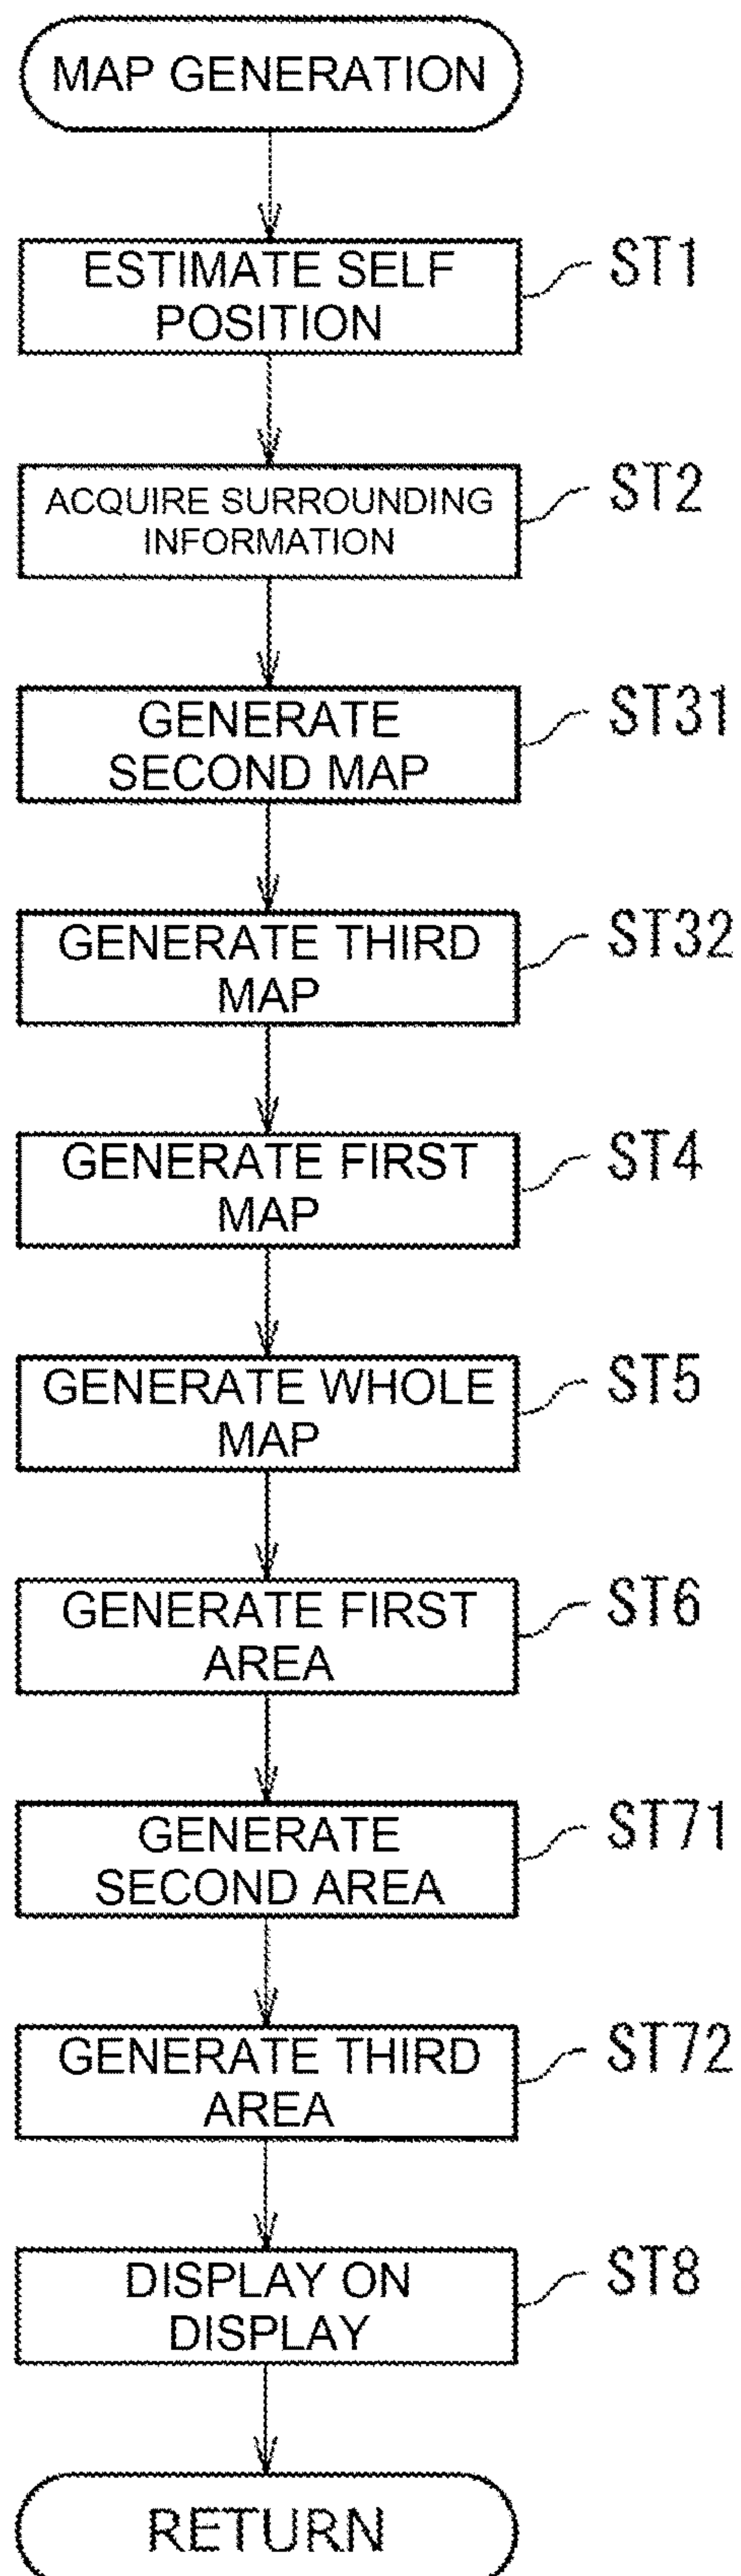 MAP GENERATION
ESTIMATE SELF
POSITION
ST1
ACQUIRE SURROUNDING
INFORMATION
ST2
GENERATE
SECOND MAP
ST31
GENERATE THIRD
MAP
ST32
GENERATE FIRST
MAP
ST4
GENERATE WHOLE
MAP
ST5
GENERATE FIRST
AREA
ST6
GENERATE
SECOND AREA
ST71
GENERATE THIRD
AREA
ST72
DISPLAY ON
DISPLAY
ST8
RETURN